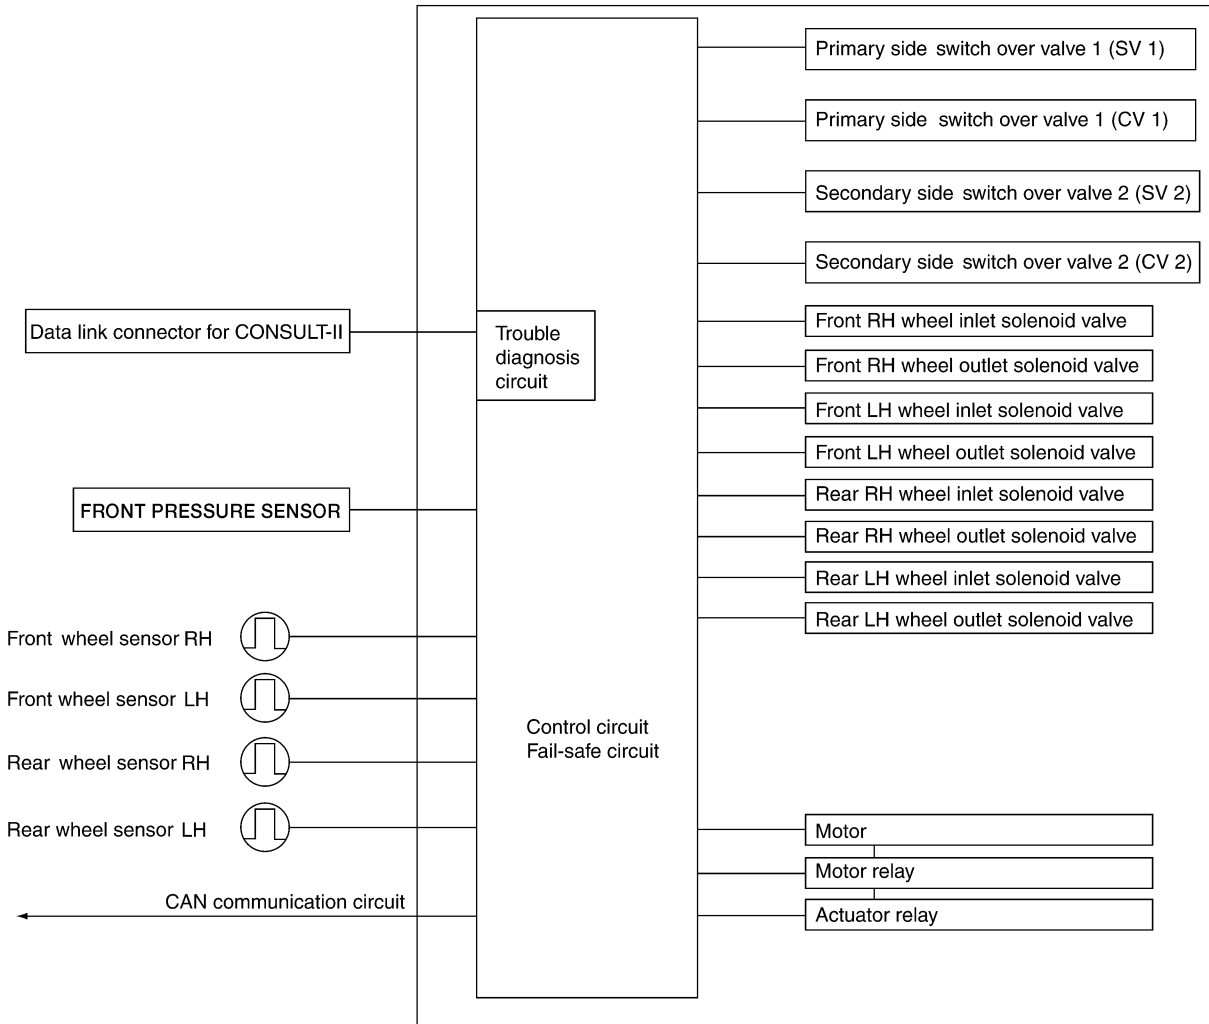 Primary side switch over valve 1 (SV 1)
Primary side switch over valve 1 (CV 1)
Secondary side switch over valve 2 (SV 2)
Secondary side switch over valve 2 (CV 2)
Data link connector for CONSULT-II
Trouble
diagnosis
circuit
Front RH wheel inlet solenoid valve
Front RH wheel outlet solenoid valve
Front LH wheel inlet solenoid valve
Front LH wheel outlet solenoid valve
Rear RH wheel inlet solenoid valve
Rear RH wheel outlet solenoid valve
Rear LH wheel inlet solenoid valve
Rear LH wheel outlet solenoid valve
FRONT PRESSURE SENSOR
Front wheel sensor RH
Front wheel sensor LH
Rear wheel sensor RH
Rear wheel sensor LH
Control circuit
Fail-safe circuit
Motor
Motor relay
Actuator relay
CAN communication circuit